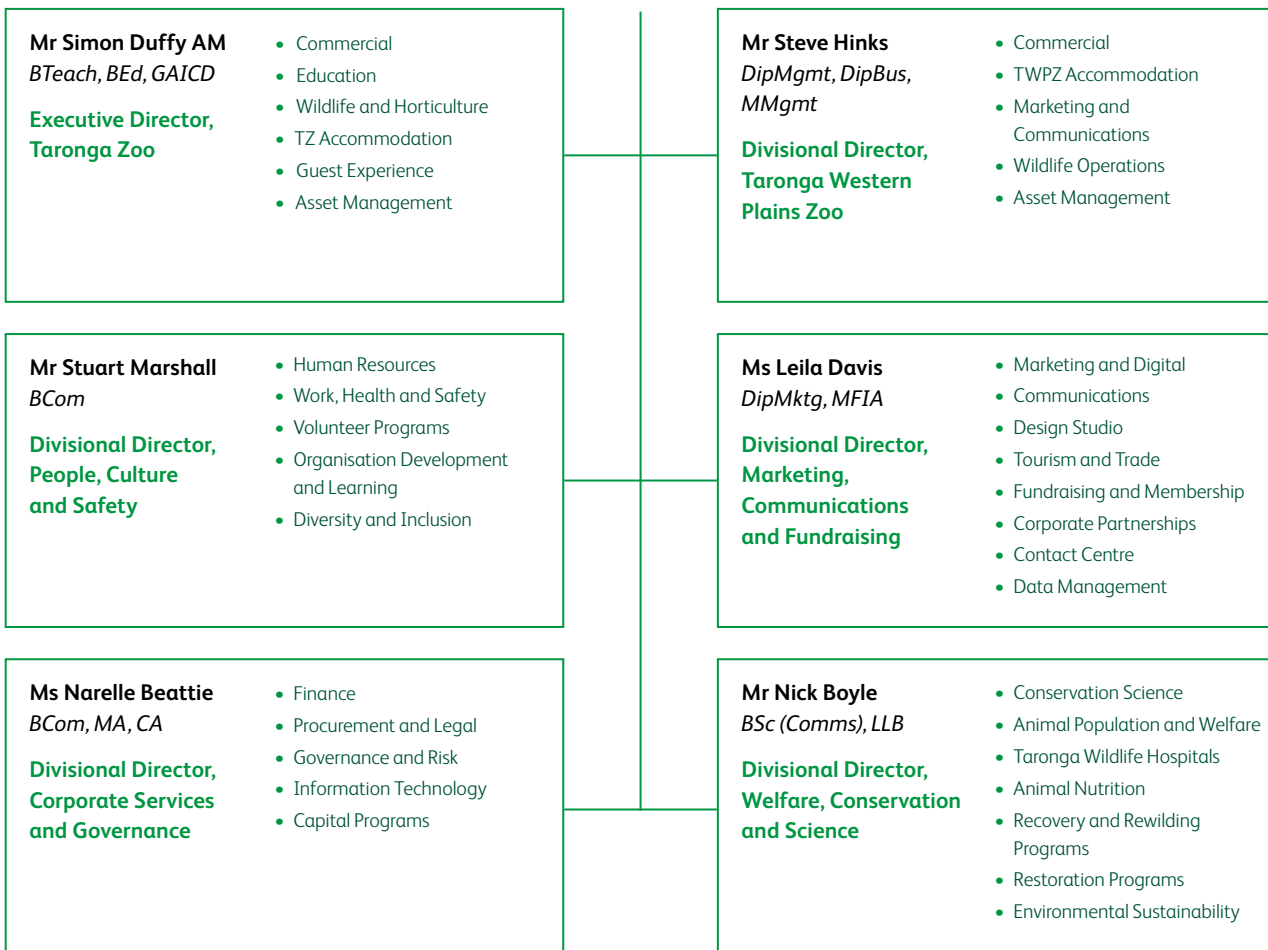 Mr Simon Duffy AM
BTeach, BEd, GAICD
Executive Director,
Taronga Zoo
• Commercial
• Education
• Wildlife and Horticulture
• TZ Accommodation
• Guest Experience
• Asset Management
Mr Steve Hinks
DipMgmt, DipBus,
MMgmt
Divisional Director,
Taronga Western
Plains Zoo
• Commercial
• TWPZ Accommodation
• Marketing and
Communications
• Wildlife Operations
• Asset Management
Mr Stuart Marshall
BCom
Divisional Director,
People, Culture
and Safety
• Human Resources
• Work, Health and Safety
• Volunteer Programs
• Organisation Development
and Learning
• Diversity and Inclusion
Ms Leila Davis
DipMktg, MFIA
Divisional Director,
Marketing,
Communications
and Fundraising
• Marketing and Digital
• Communications
• Design Studio
• Tourism and Trade
• Fundraising and Membership
• Corporate Partnerships
• Contact Centre
• Data Management
Ms Narelle Beattie
BCom, MA, CA
Divisional Director,
Corporate Services
and Governance
• Finance
• Procurement and Legal
• Governance and Risk
• Information Technology
• Capital Programs
Mr Nick Boyle
BSc (Comms), LLB
Divisional Director,
Welfare, Conservation
and Science
• Conservation Science
• Animal Population and Welfare
• Taronga Wildlife Hospitals
• Animal Nutrition
• Recovery and Rewilding
Programs
• Restoration Programs
• Environmental Sustainability